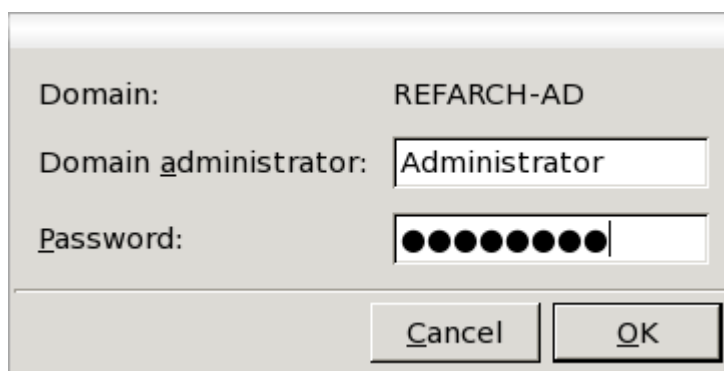 Domain: REFARCH-AD
Domain administrator: Administrator
Password: ●●●●●●●●
Cancel OK